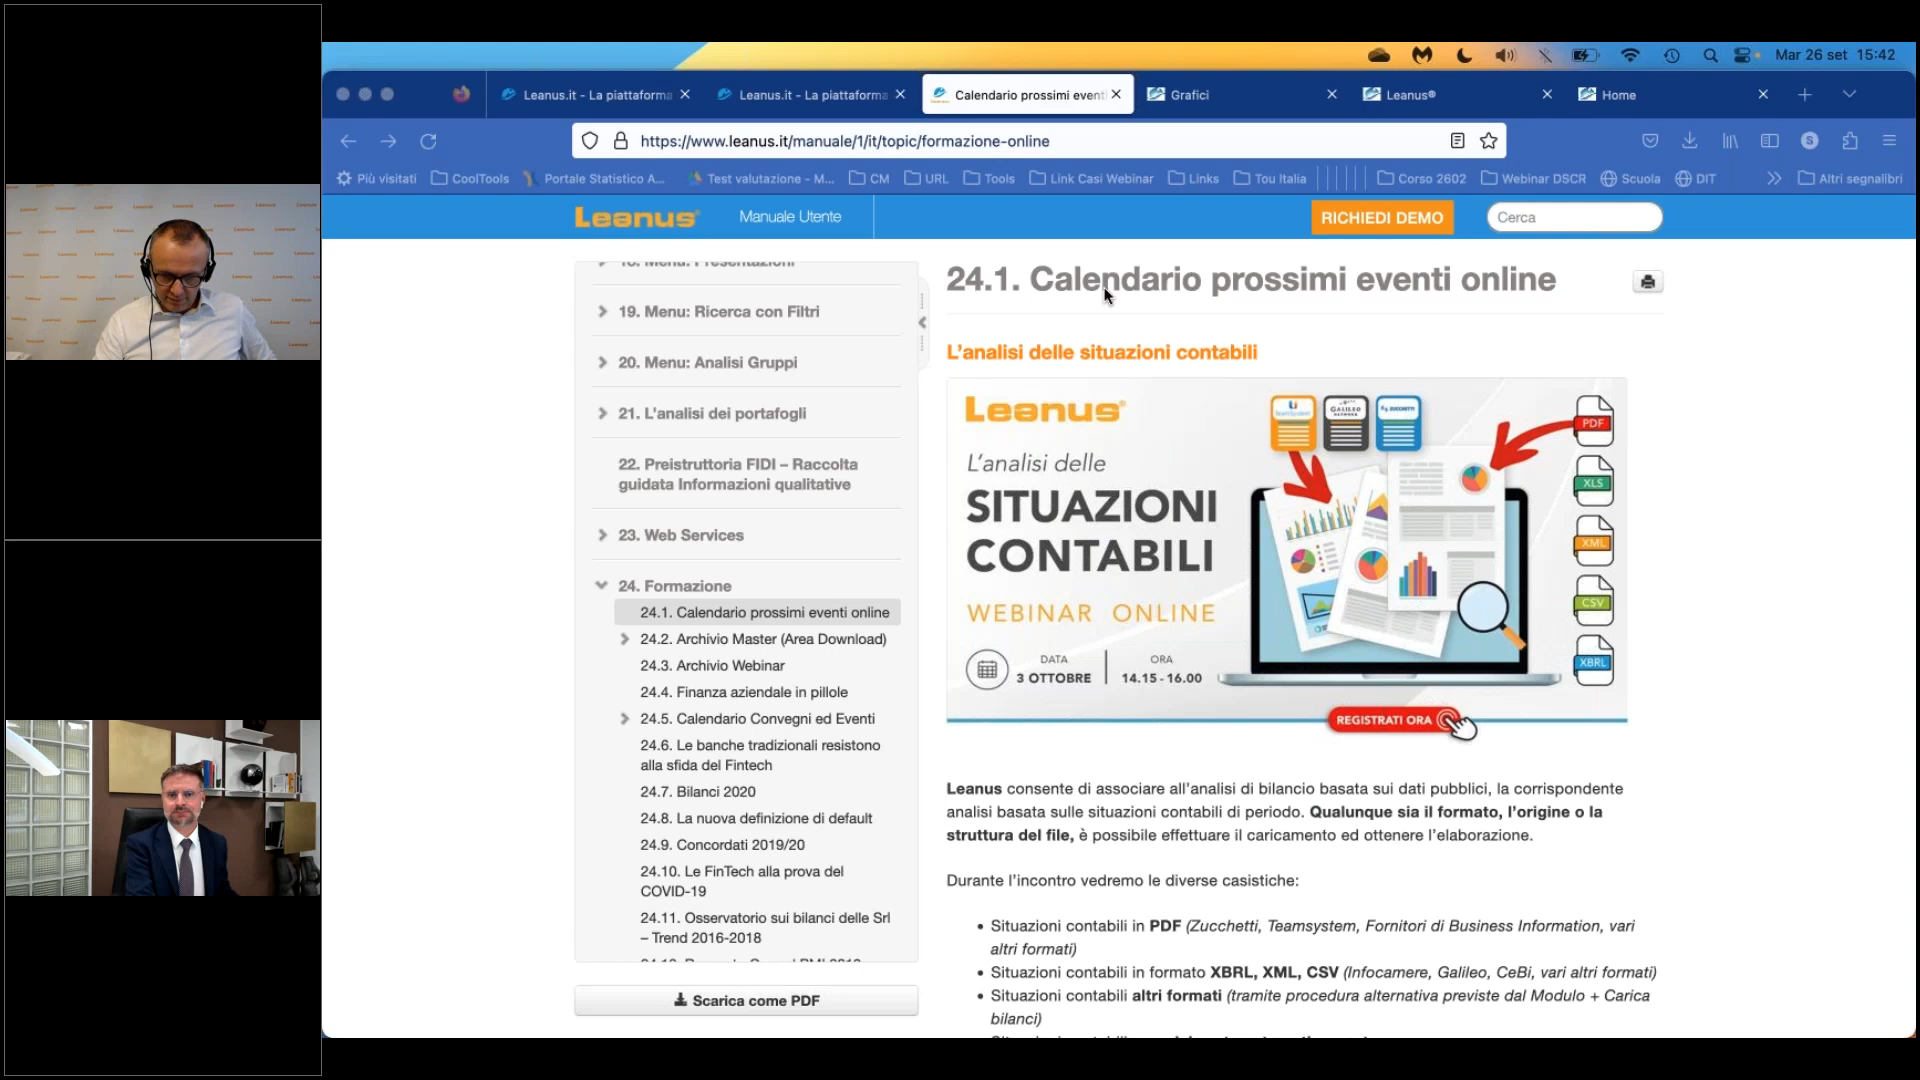 Mar 26 set 15:42
Leanus.it - La piattaforma
Leanus.it - La piattaforma
Calendario prossimi eventi
Grafici
Leanus®
Home
https://www.leanus.it/manuale/1/it/topic/formazione-online
Più visitati
CoolTools
Portale Statistico A...
Test valutazione - M...
CM
URL
Tools
Link Casi Webinar
Links
Tou Italia
Corso 2602
Webinar DSCR
Scuola
DIT
Altri segnalibri
Leanus®
Manuale Utente
RICHIEDI DEMO
Cerca
18. Menu: Presentazioni
19. Menu: Ricerca con Filtri
20. Menu: Analisi Gruppi
21. L'analisi dei portafogli
22. Preistruttoria FIDI – Raccolta
guidata Informazioni qualitative
23. Web Services
24. Formazione
24.1. Calendario prossimi eventi online
24.2. Archivio Master (Area Download)
24.3. Archivio Webinar
24.4. Finanza aziendale in pillole
24.5. Calendario Convegni ed Eventi
24.6. Le banche tradizionali resistono
alla sfida del Fintech
24.7. Bilanci 2020
24.8. La nuova definizione di default
24.9. Concordati 2019/20
24.10. Le FinTech alla prova del
COVID-19
24.11. Osservatorio sui bilanci delle Srl
– Trend 2016-2018
Scarica come PDF
24.1. Calendario prossimi eventi online
L'analisi delle situazioni contabili
Leanus®
L'analisi delle
SITUAZIONI
CONTABILI
WEBINAR ONLINE
DATA
3 OTTOBRE
ORA
14.15 - 16.00
GALILEO
ZUCCHETTI
PDF
XLS
XML
CSV
XBRL
REGISTRATI ORA
Leanus consente di associare all'analisi di bilancio basata sui dati pubblici, la corrispondente
analisi basata sulle situazioni contabili di periodo. Qualunque sia il formato, l'origine o la
struttura del file, è possibile effettuare il caricamento ed ottenere l'elaborazione.
Durante l'incontro vedremo le diverse casistiche:
• Situazioni contabili in PDF (Zucchetti, Teamsystem, Fornitori di Business Information, vari
altri formati)
• Situazioni contabili in formato XBRL, XML, CSV (Infocamere, Galileo, CeBi, vari altri formati)
• Situazioni contabili altri formati (tramite procedura alternativa previste dal Modulo + Carica
bilanci)